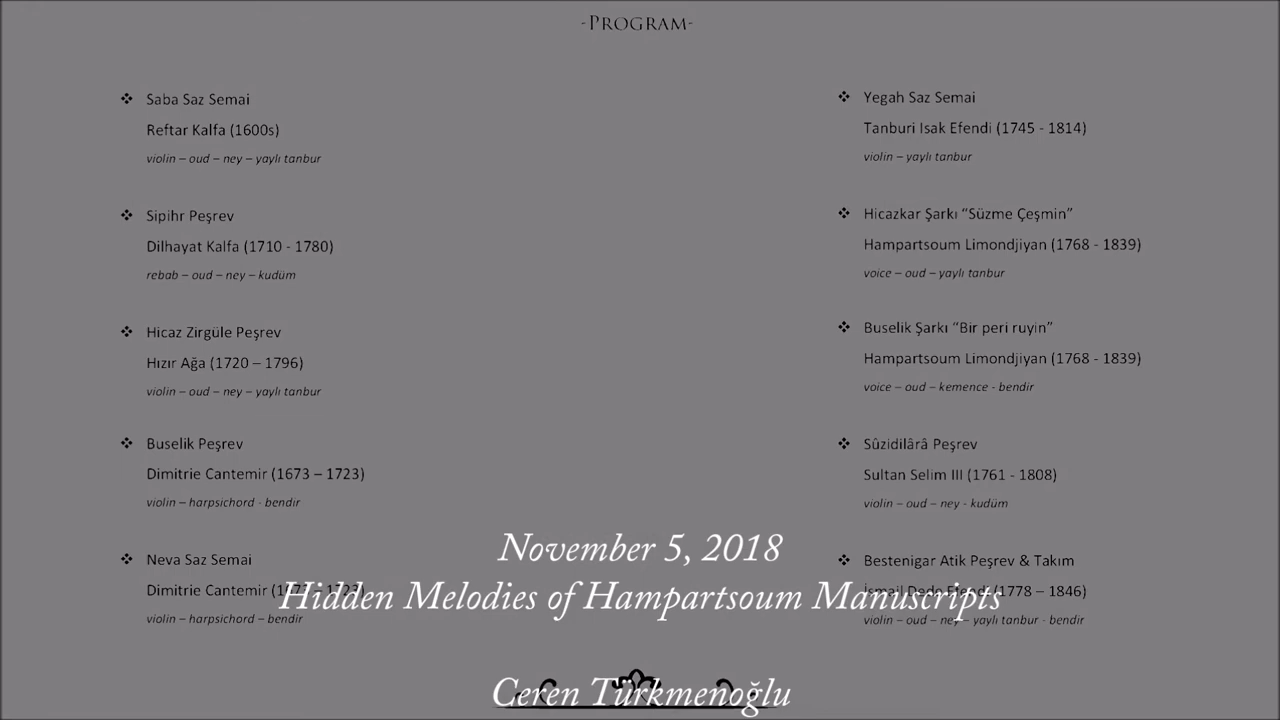 -PROGRAM-
❖ Saba Saz Semai
Reftar Kalfa (1600s)
violin – oud – ney – yaylı tanbur
❖ Sipihr Peşrev
Dilhayat Kalfa (1710 - 1780)
rebab – oud – ney – kudüm
❖ Hicaz Zirgüle Peşrev
Hızır Ağa (1720 – 1796)
violin – oud – ney – yaylı tanbur
❖ Buselik Peşrev
Dimitrie Cantemir (1673 – 1723)
violin – harpsichord - bendir
❖ Neva Saz Semai
Dimitrie Cantemir (1673 – 1723)
violin – harpsichord – bendir
❖ Yegah Saz Semai
Tanburi Isak Efendi (1745 - 1814)
violin – yaylı tanbur
❖ Hicazkar Şarkı “Süzme Çeşmin”
Hampartsoum Limondjiyan (1768 - 1839)
voice – oud – yaylı tanbur
❖ Buselik Şarkı “Bir peri ruyin”
Hampartsoum Limondjiyan (1768 - 1839)
voice – oud – kemence - bendir
❖ Sûzidilârâ Peşrev
Sultan Selim III (1761 - 1808)
violin – oud – ney - kudüm
❖ Bestenigar Atik Peşrev & Takım
İsmail Dede Efendi (1778 – 1846)
violin – oud – ney – yaylı tanbur - bendir
November 5, 2018
Hidden Melodies of Hampartsoum Manuscripts
Ceren Türkmenoğlu